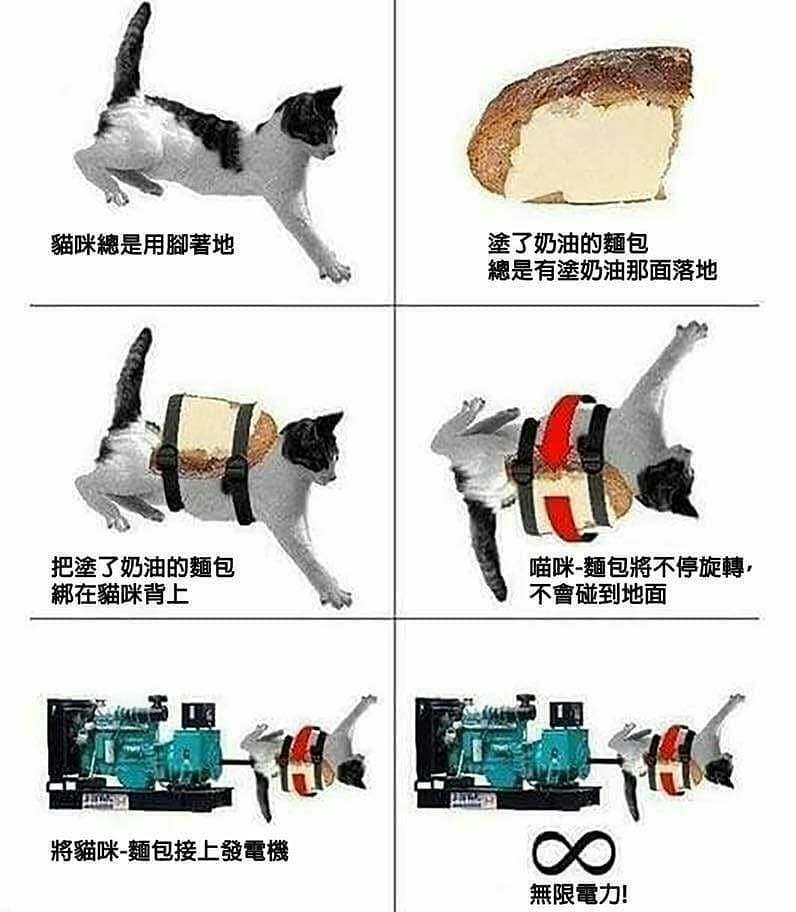 貓咪總是用腳著地
塗了奶油的麵包
總是有塗奶油那面落地
把塗了奶油的麵包
綁在貓咪背上
喵咪-麵包將不停旋轉，
不會碰到地面
將貓咪-麵包接上發電機
∞
無限電力!